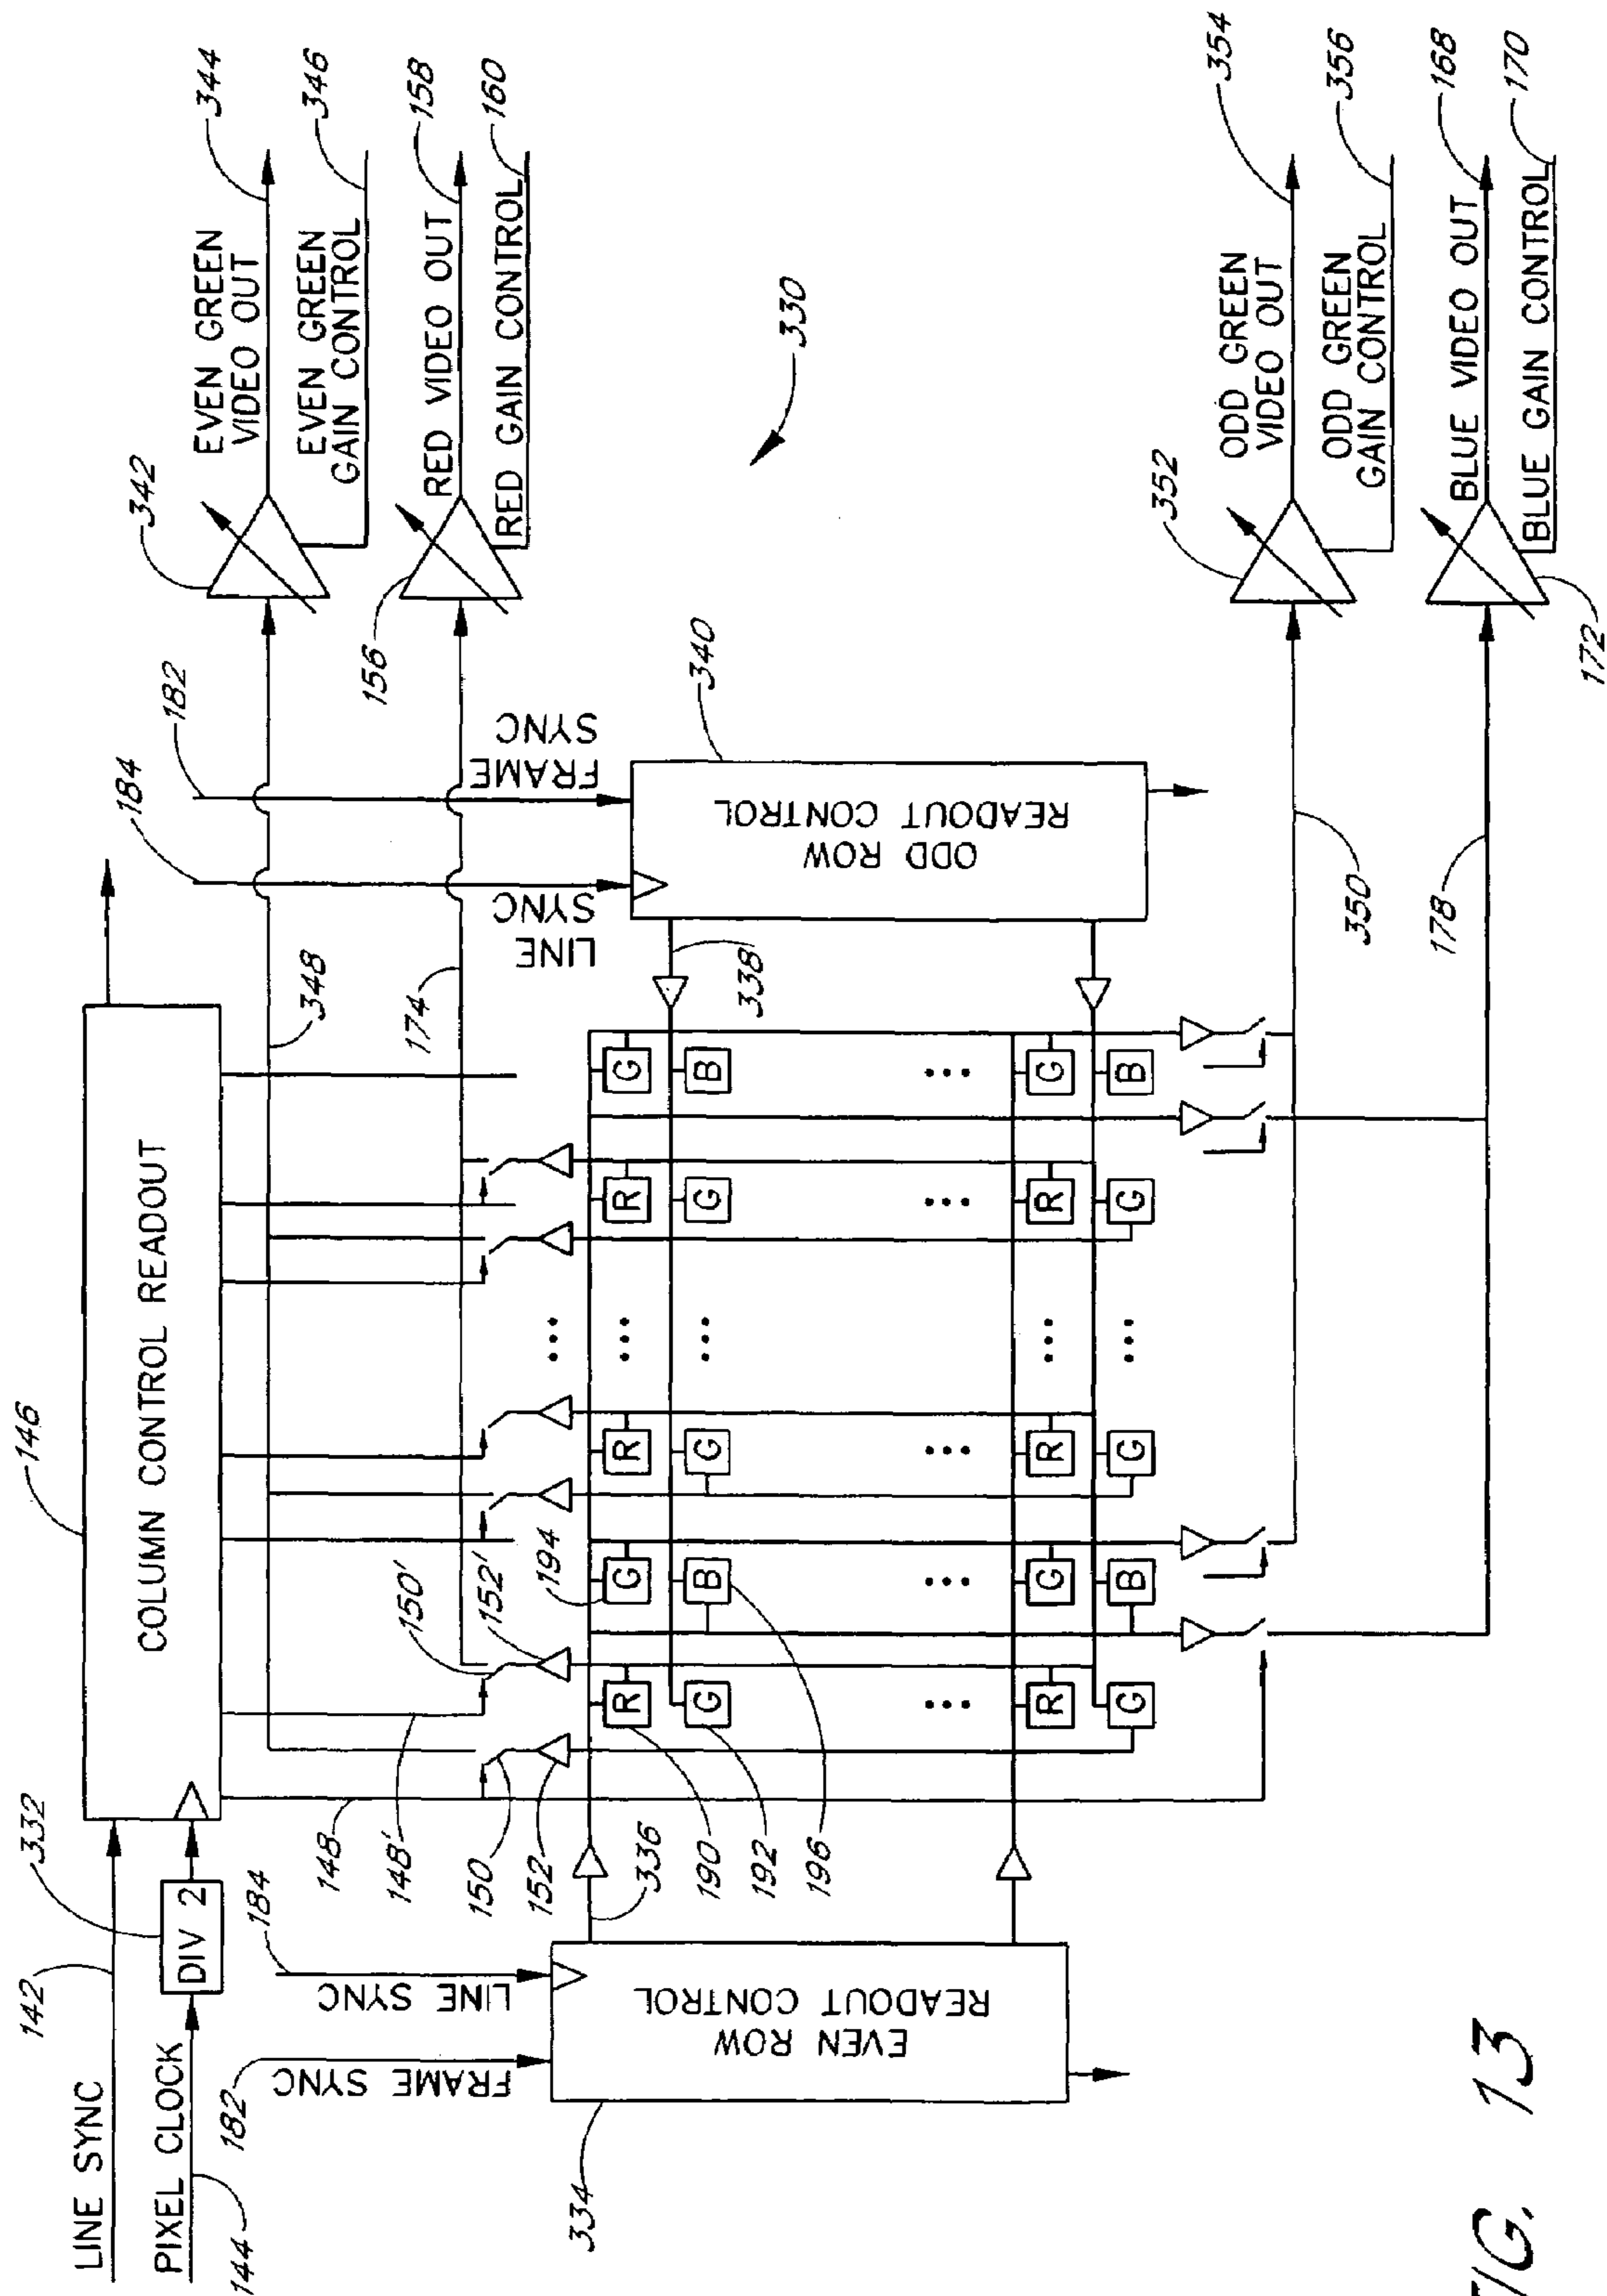 LINE SYNC
142
PIXEL CLOCK
144
DIV 2
332
COLUMN CONTROL READOUT
146
EVEN GREEN
VIDEO OUT
344
EVEN GREEN
GAIN CONTROL
346
342
RED VIDEO OUT
158
RED GAIN CONTROL
160
156
348
174
184
182
LINE
SYNC
FRAME
SYNC
ODD ROW
READOUT CONTROL
340
338
330
148
148'
150
152
150'
152'
194
182
FRAME SYNC
184
LINE SYNC
EVEN ROW
READOUT CONTROL
334
336
190
192
196
R G R ... R G
G B G ... G B
... ... ... ... ...
R G R ... R G
G B G ... G B
ODD GREEN
VIDEO OUT
354
ODD GREEN
GAIN CONTROL
356
352
350
BLUE VIDEO OUT
168
BLUE GAIN CONTROL
170
172
178
FIG. 13